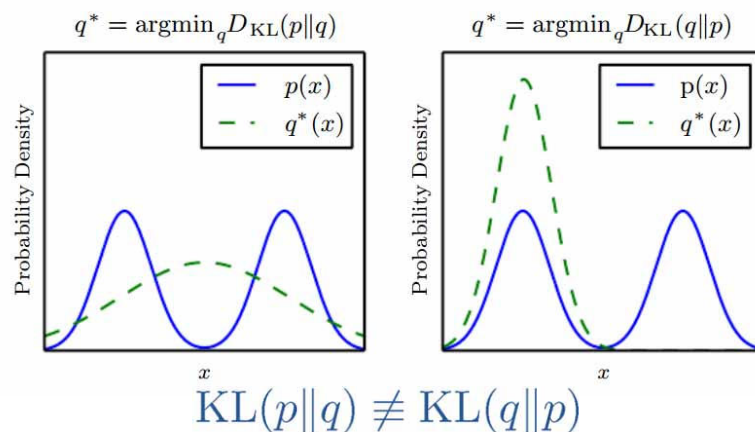 q* = argmin_q D_KL(p‖q)
Probability Density
p(x)
q*(x)
x
q* = argmin_q D_KL(q‖p)
Probability Density
p(x)
q*(x)
x
KL(p‖q) ≢ KL(q‖p)